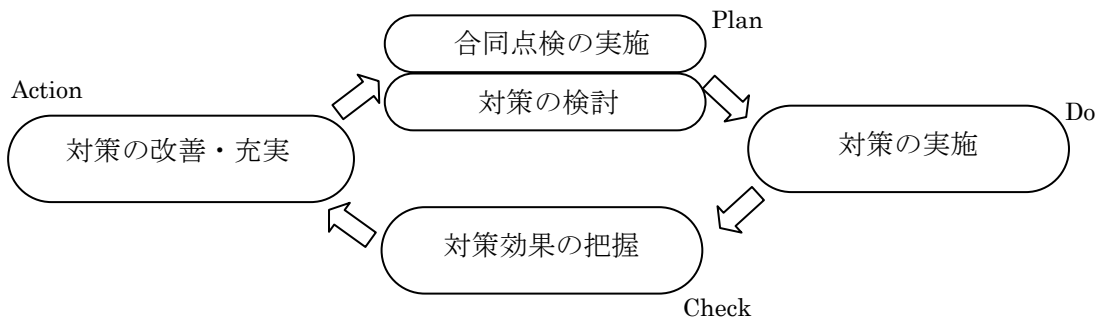 合同点検の実施
Plan
対策の検討
Action
対策の改善・充実
対策の実施
Do
対策効果の把握
Check